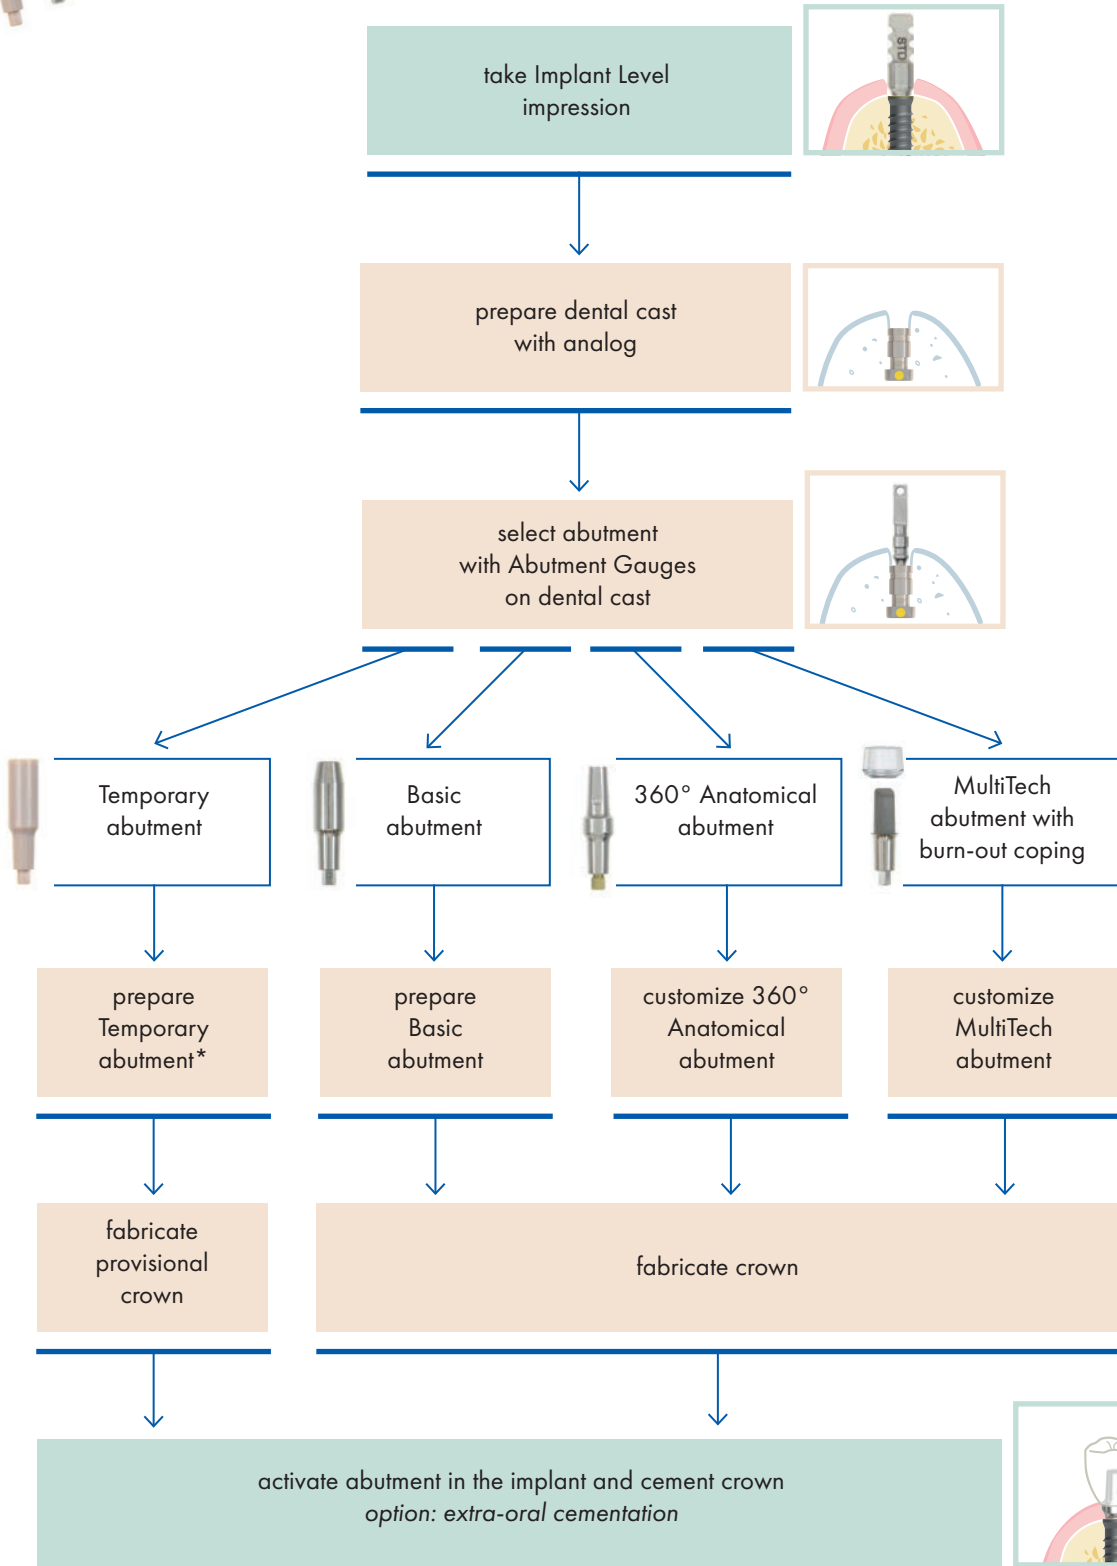 take Implant Level
impression
STD
prepare dental cast
with analog
select abutment
with Abutment Gauges
on dental cast
Temporary
abutment
Basic
abutment
360° Anatomical
abutment
MultiTech
abutment with
burn-out coping
prepare
Temporary
abutment*
prepare
Basic
abutment
customize 360°
Anatomical
abutment
customize
MultiTech
abutment
fabricate
provisional
crown
fabricate crown
activate abutment in the implant and cement crown
option: extra-oral cementation